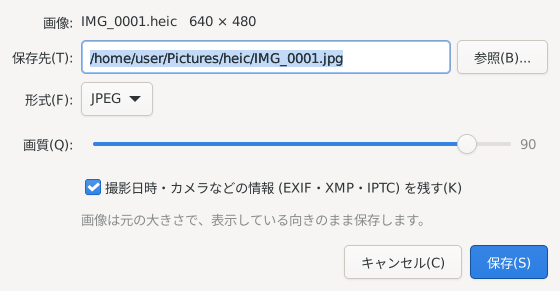 画像: IMG_0001.heic 640 × 480
保存先(T): /home/user/Pictures/heic/IMG_0001.jpg 参照(B)...
形式(F): JPEG
画質(Q): 90
撮影日時・カメラなどの情報 (EXIF・XMP・IPTC) を残す(K)
画像は元の大きさで、表示している向きのまま保存します。
キャンセル(C) 保存(S)